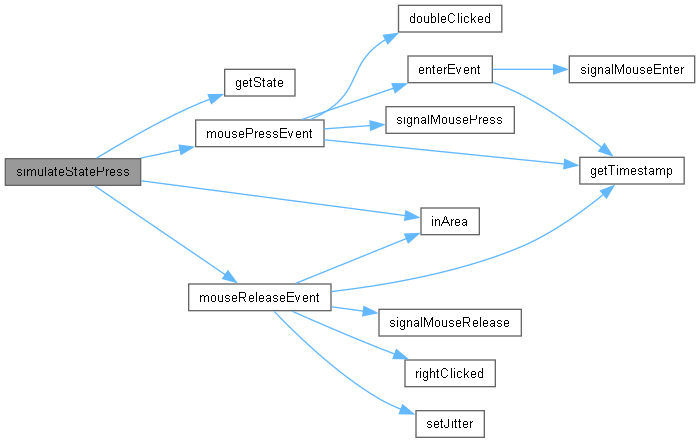 doubleClicked
enterEvent
signalMouseEnter
getState
signalMousePress
mousePressEvent
simulateStatePress
getTimestamp
inArea
mouseReleaseEvent
signalMouseRelease
rightClicked
setJitter